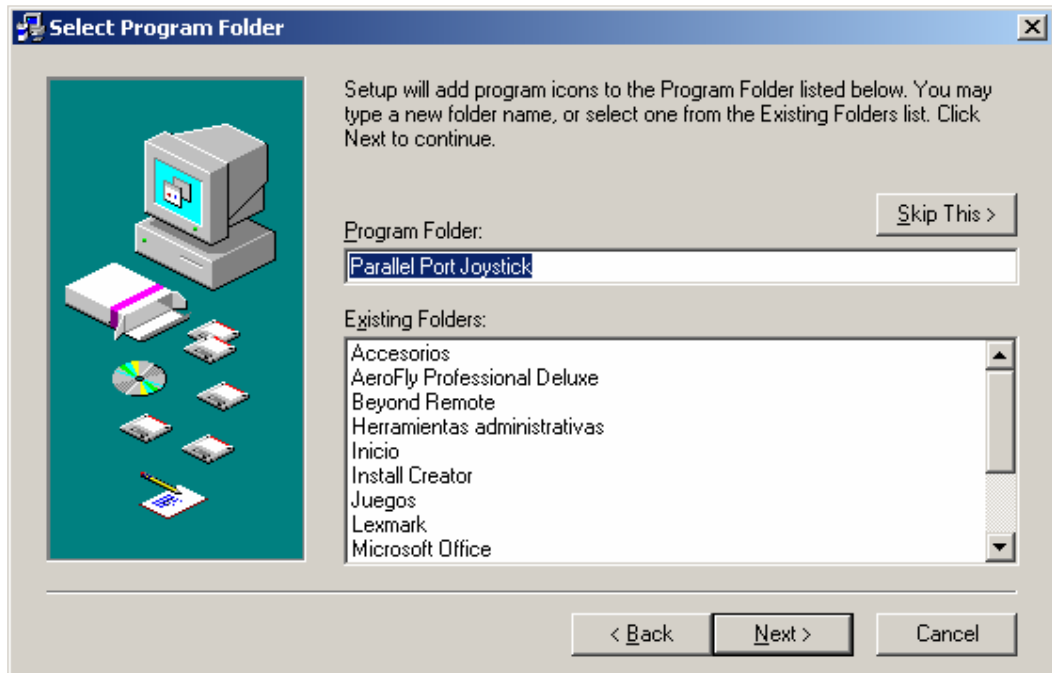 Select Program Folder
Setup will add program icons to the Program Folder listed below. You may
type a new folder name, or select one from the Existing Folders list. Click
Next to continue.
Skip This >
Program Folder:
Parallel Port Joystick
Existing Folders:
Accesorios
AeroFly Professional Deluxe
Beyond Remote
Herramientas administrativas
Inicio
Install Creator
Juegos
Lexmark
Microsoft Office
< Back
Next >
Cancel